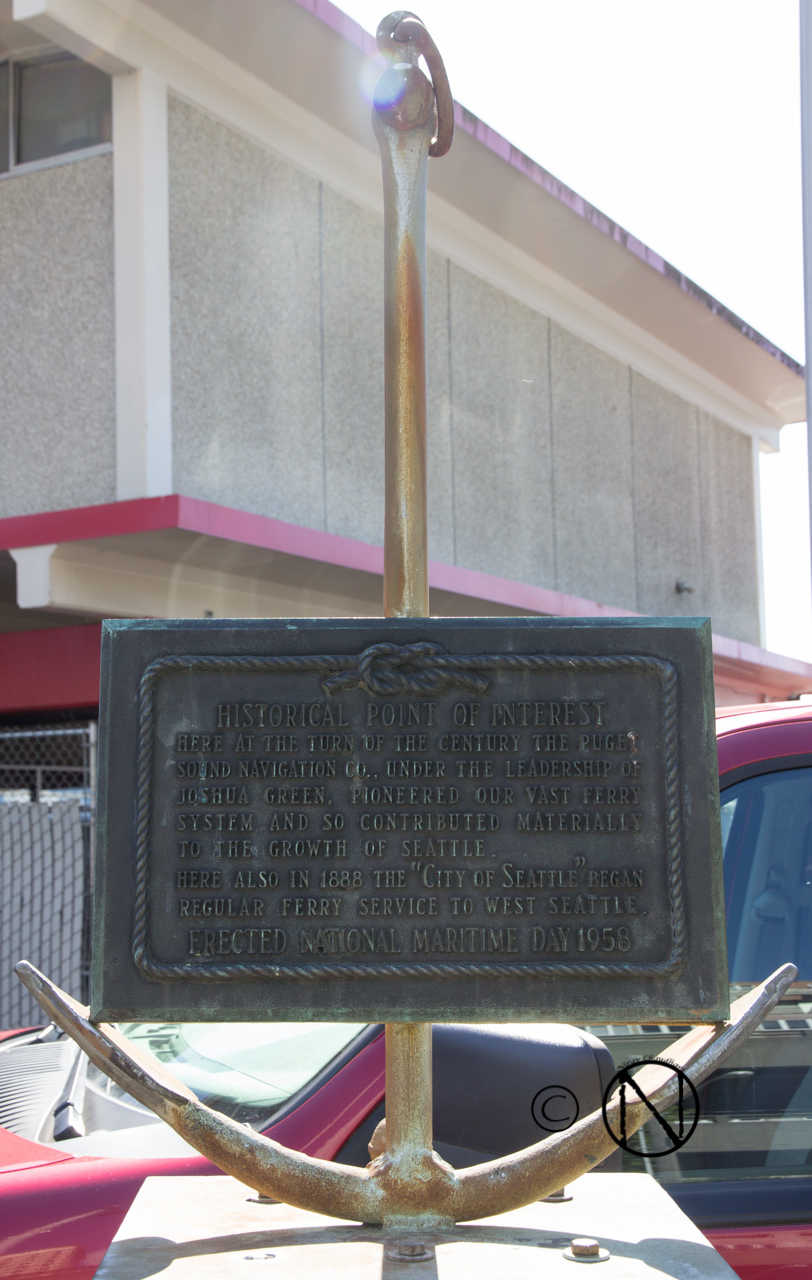 HISTORICAL POINT OF INTEREST
HERE AT THE TURN OF THE CENTURY THE PUGET
SOUND NAVIGATION CO., UNDER THE LEADERSHIP OF
JOSHUA GREEN, PIONEERED OUR VAST FERRY
SYSTEM AND SO CONTRIBUTED MATERIALLY
TO THE GROWTH OF SEATTLE.
HERE ALSO IN 1888 THE "CITY OF SEATTLE" BEGAN
REGULAR FERRY SERVICE TO WEST SEATTLE.
ERECTED NATIONAL MARITIME DAY 1958
© N